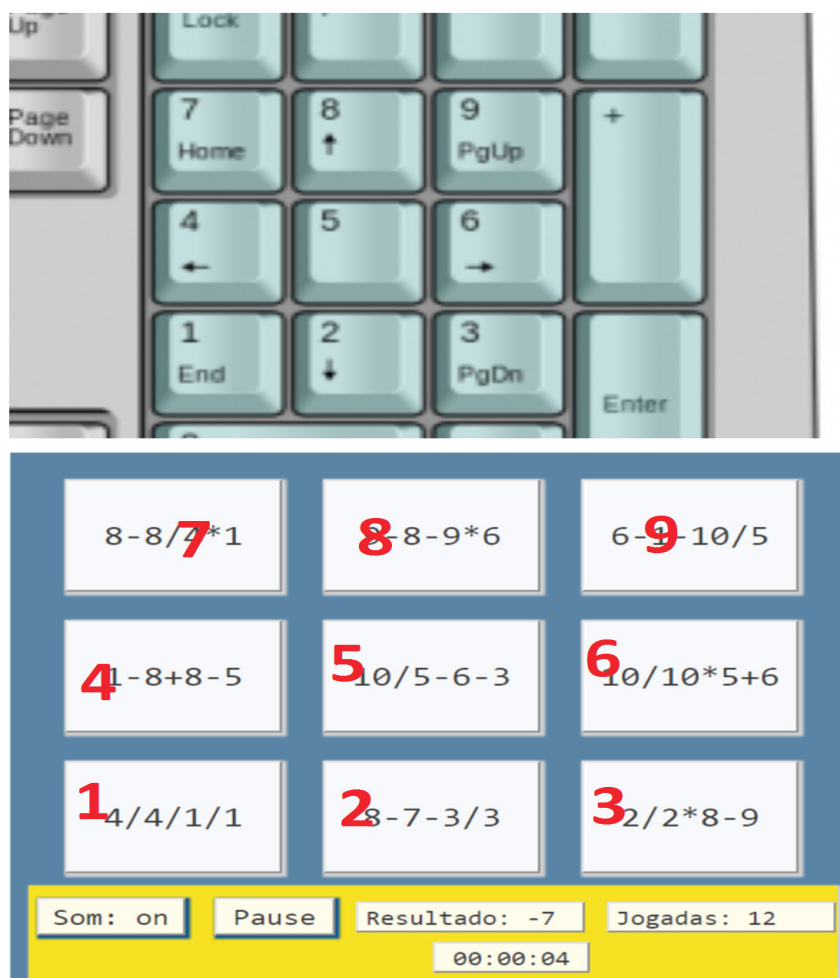 Up
Lock
Page
Down
7 8 9 +
Home ↑ PgUp
4 5 6
← →
1 2 3
End ↓ PgDn
Enter
7 8 9
8-8/4*1 -8-9*6 6-1-10/5
4 5 6
1-8+8-5 10/5-6-3 10/10*5+6
1 2 3
4/4/1/1 8-7-3/3 2/2*8-9
Som: on Pause Resultado: -7 Jogadas: 12
00:00:04